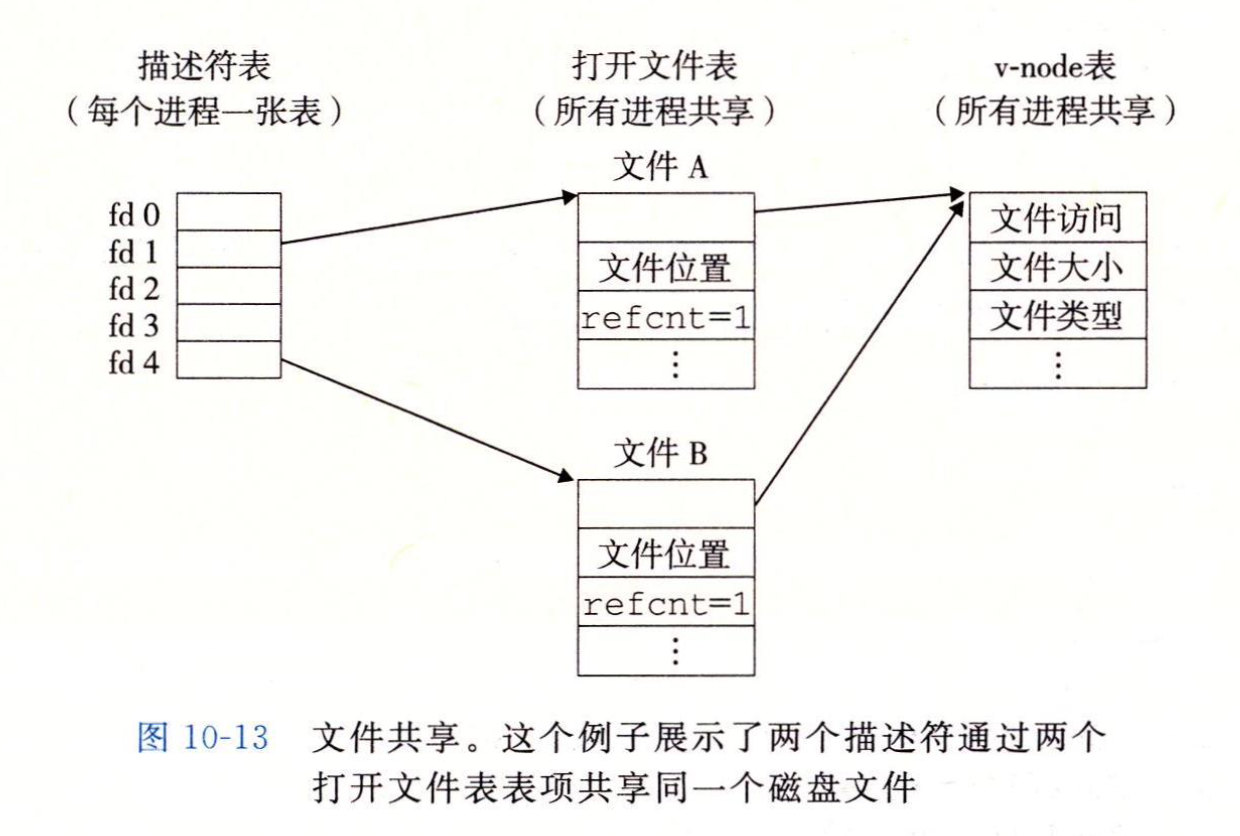 描述符表
（每个进程一张表）
打开文件表
（所有进程共享）
v-node表
（所有进程共享）
fd 0
fd 1
fd 2
fd 3
fd 4
文件 A
文件位置
refcnt=1
⋮
文件 B
文件位置
refcnt=1
⋮
文件访问
文件大小
文件类型
⋮
图 10-13 文件共享。这个例子展示了两个描述符通过两个
打开文件表表项共享同一个磁盘文件